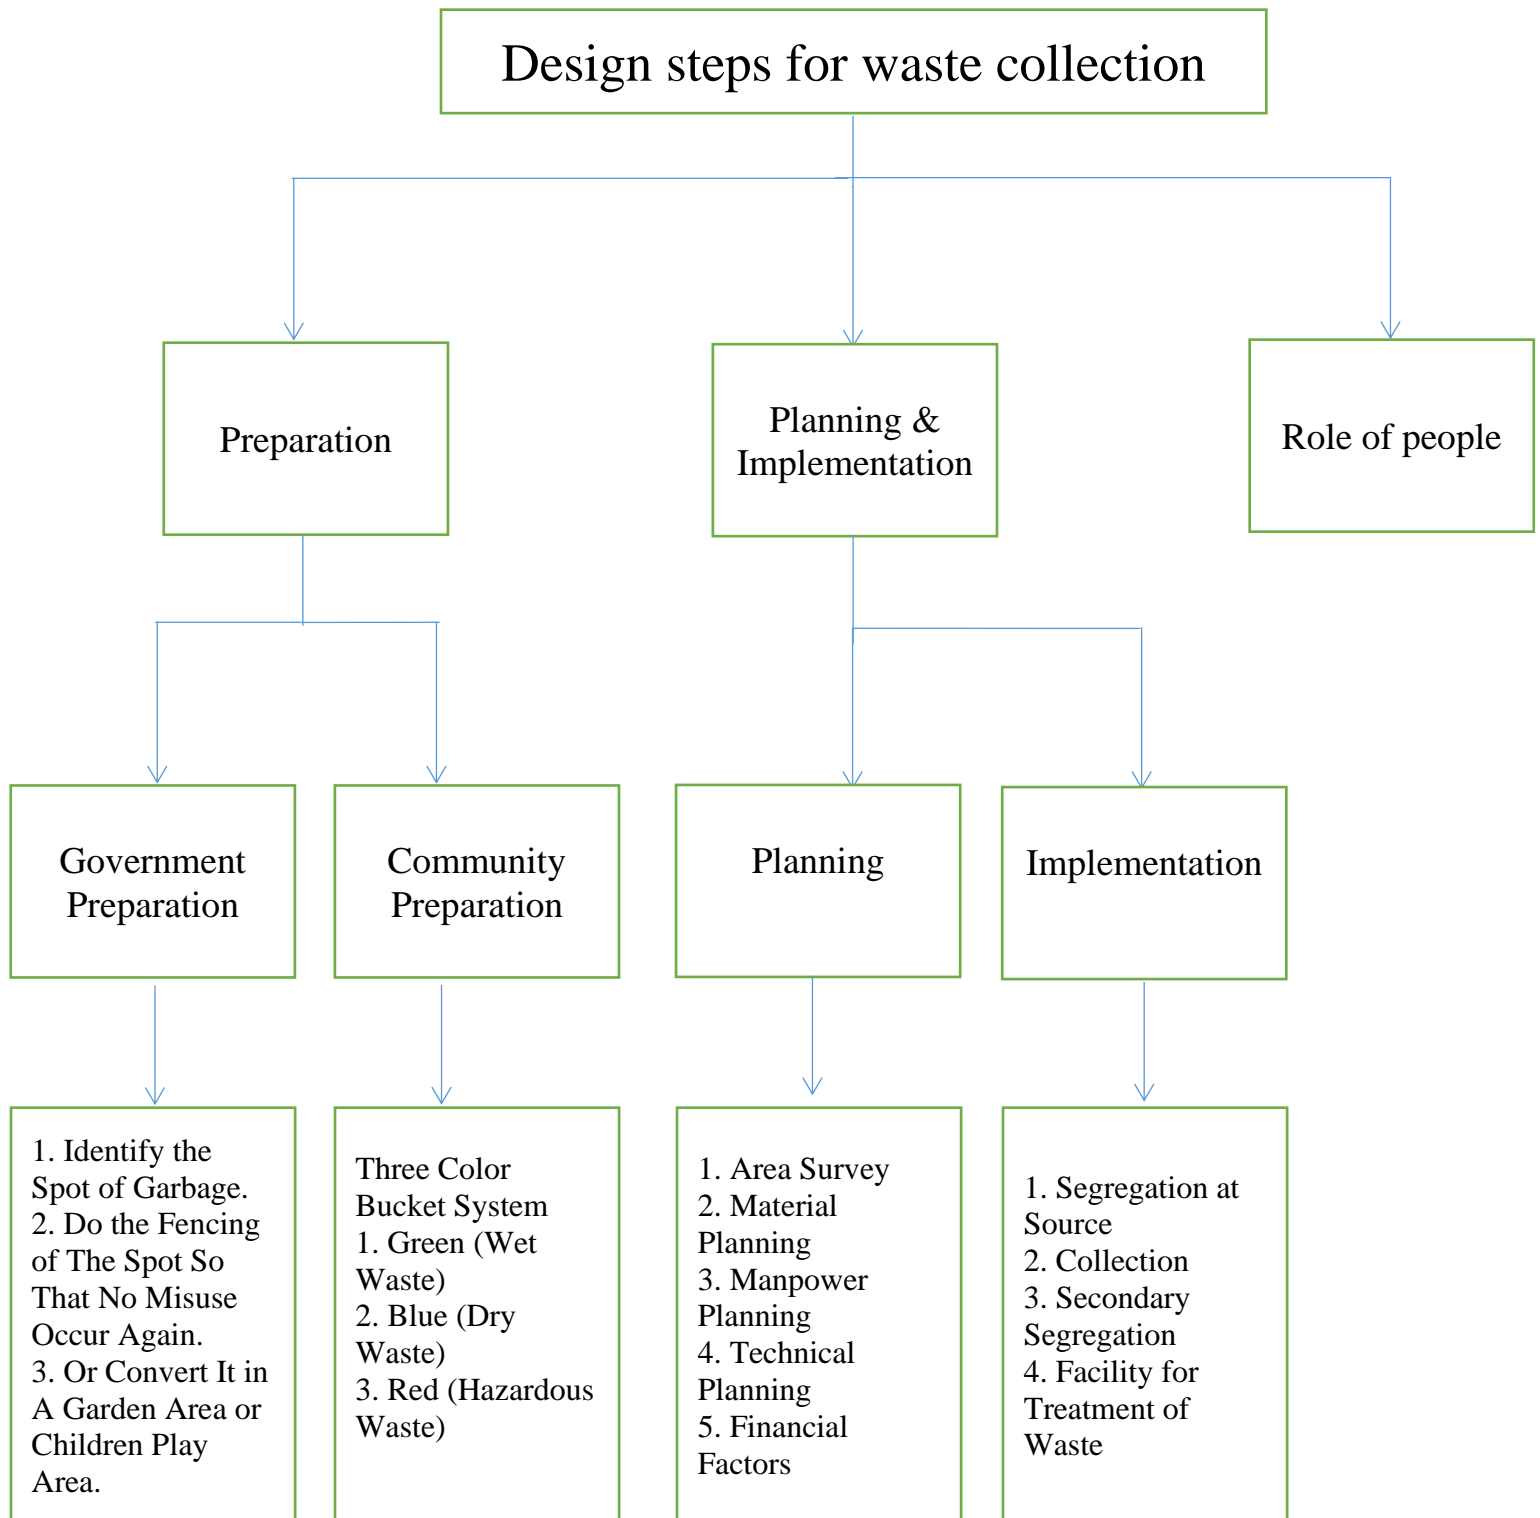 Design steps for waste collection
Preparation
Planning &
Implementation
Role of people
Government
Preparation
Community
Preparation
Planning
Implementation
1. Identify the
Spot of Garbage.
2. Do the Fencing
of The Spot So
That No Misuse
Occur Again.
3. Or Convert It in
A Garden Area or
Children Play
Area.
Three Color
Bucket System
1. Green (Wet
Waste)
2. Blue (Dry
Waste)
3. Red (Hazardous
Waste)
1. Area Survey
2. Material
Planning
3. Manpower
Planning
4. Technical
Planning
5. Financial
Factors
1. Segregation at
Source
2. Collection
3. Secondary
Segregation
4. Facility for
Treatment of
Waste